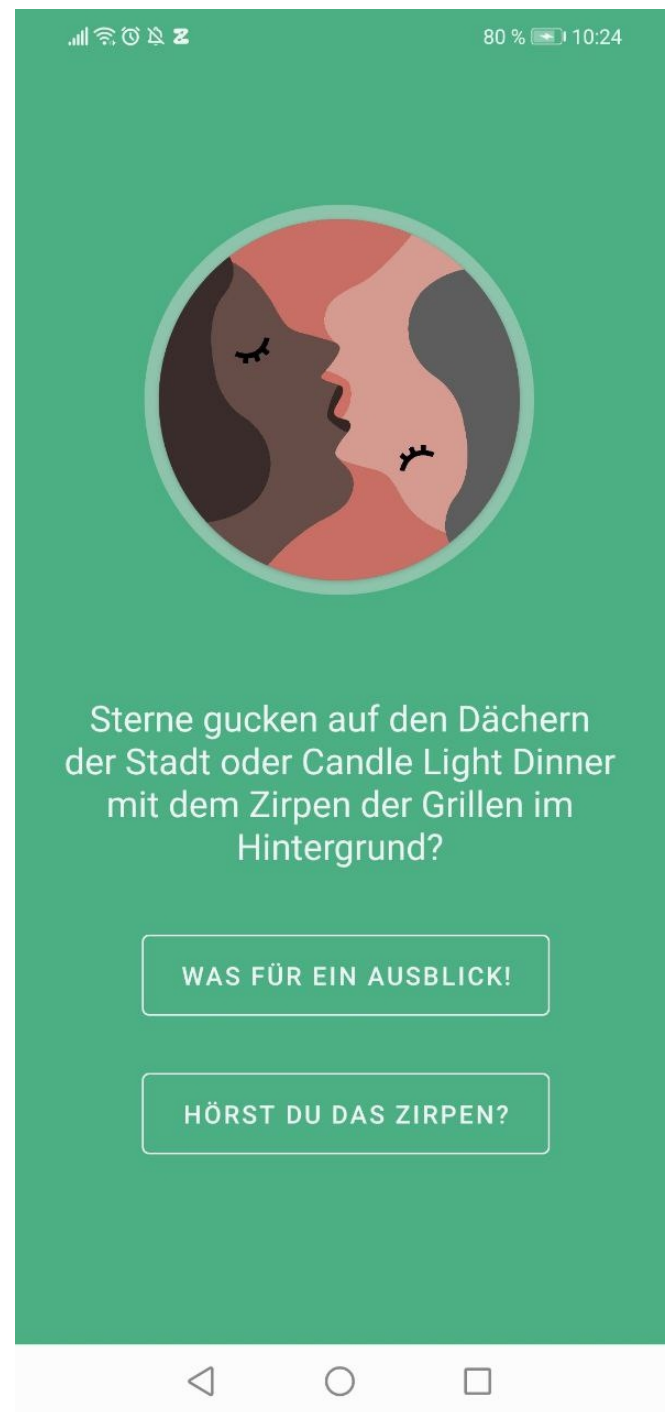 80 % 10:24
Sterne gucken auf den Dächern
der Stadt oder Candle Light Dinner
mit dem Zirpen der Grillen im
Hintergrund?
WAS FÜR EIN AUSBLICK!
HÖRST DU DAS ZIRPEN?